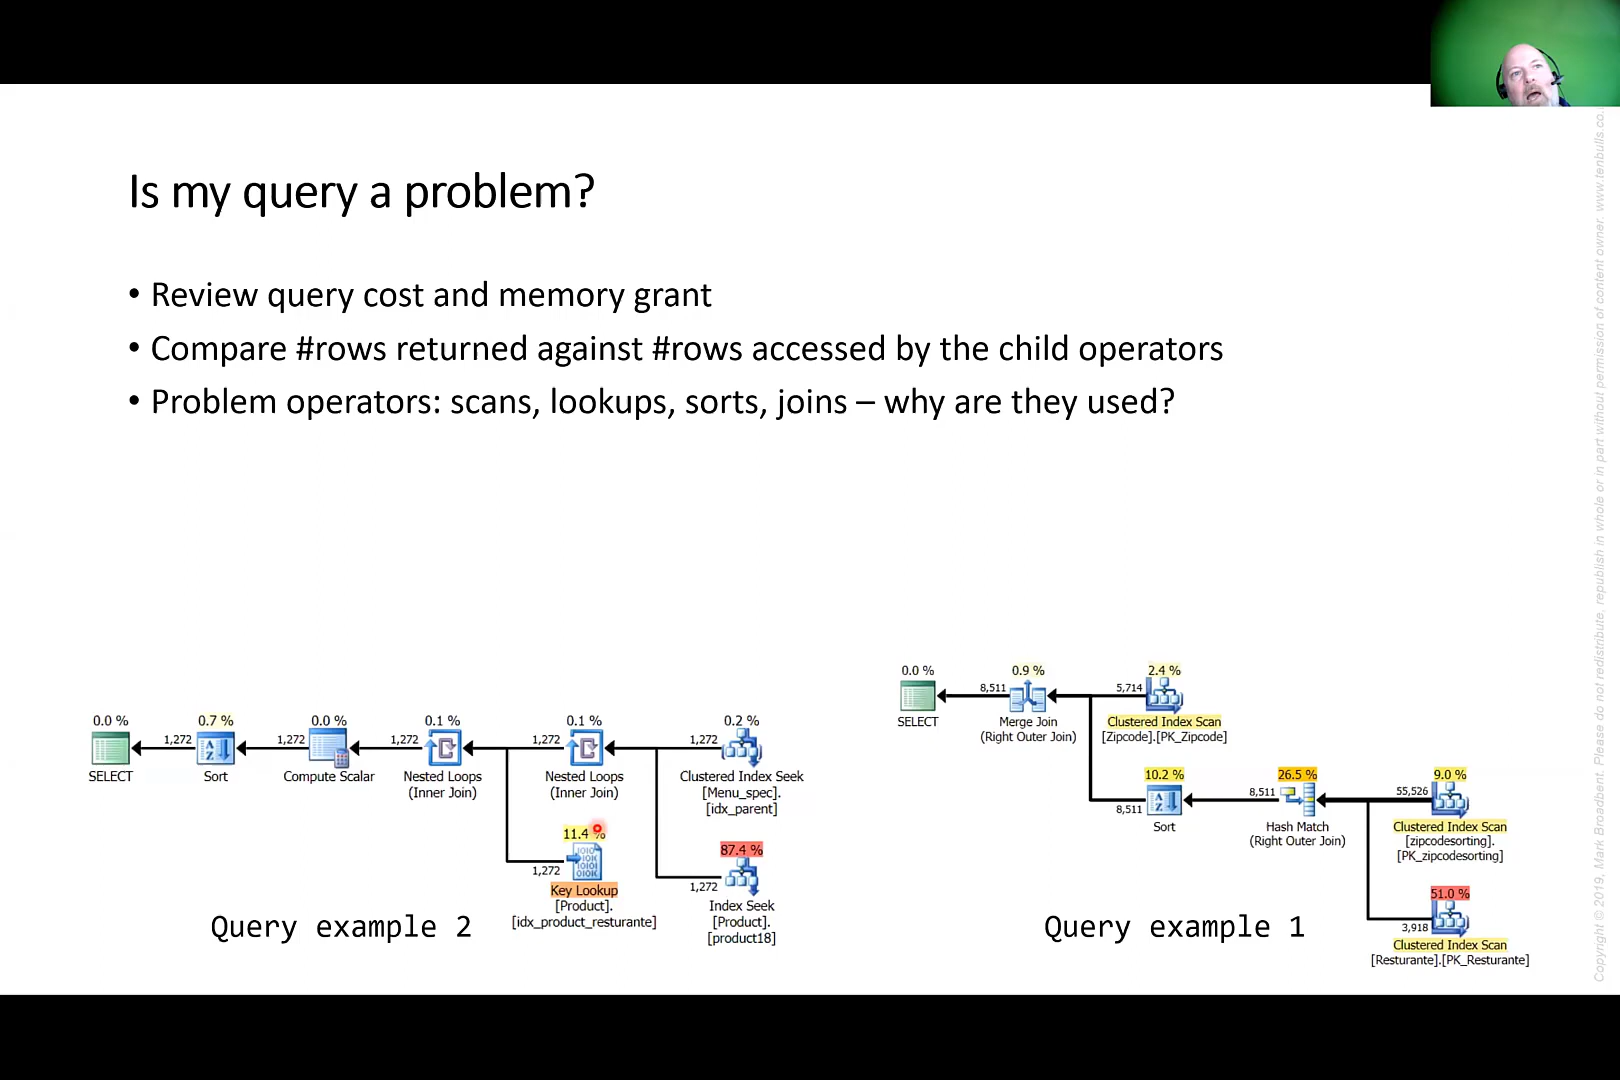 Is my query a problem?
• Review query cost and memory grant
• Compare #rows returned against #rows accessed by the child operators
• Problem operators: scans, lookups, sorts, joins – why are they used?
0.0 %
SELECT
1,272
0.7 %
Sort
1,272
0.0 %
Compute Scalar
1,272
0.1 %
Nested Loops
(Inner Join)
1,272
0.1 %
Nested Loops
(Inner Join)
1,272
0.2 %
Clustered Index Seek
[Menu_spec].
[idx_parent]
11.4 %
1,272
Key Lookup
[Product].
[idx_product_resturante]
87.4 %
1,272
Index Seek
[Product].
[product18]
Query example 2
0.0 %
SELECT
8,511
0.9 %
Merge Join
(Right Outer Join)
5,714
2.4 %
Clustered Index Scan
[Zipcode].[PK_Zipcode]
10.2 %
8,511
Sort
8,511
26.5 %
Hash Match
(Right Outer Join)
55,526
9.0 %
Clustered Index Scan
[zipcodesorting].
[PK_zipcodesorting]
51.0 %
3,918
Clustered Index Scan
[Resturante].[PK_Resturante]
Query example 1
Copyright © 2019, Mark Broadbent. Please do not redistribute, republish in whole or in part without permission of content owner. www.tenbulls.co.